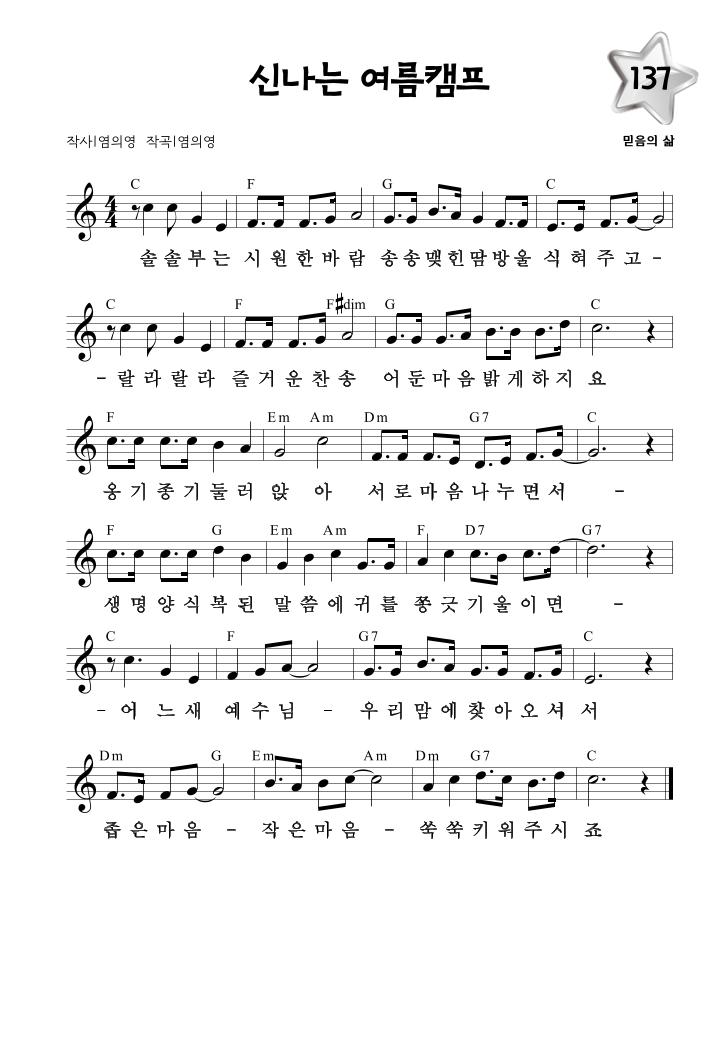 신나는 여름캠프
137
작사|염의영 작곡|염의영
믿음의 삶
C F G C
솔솔부는 시원한바람 송송맺힌땀방울 식혀주고-
C F F#dim G C
-랄라랄라 즐거운찬송 어둔마음밝게하지요
F Em Am Dm G7 C
옹기종기둘러 앉아 서로마음나누면서 -
F G Em Am F D7 G7
생명양식복된 말씀에귀를 쫑긋기울이면 -
C F G7 C
-어느새 예수님 - 우리맘에찾아오셔서
Dm G Em Am Dm G7 C
좁은마음 - 작은마음 - 쑥쑥키워주시죠